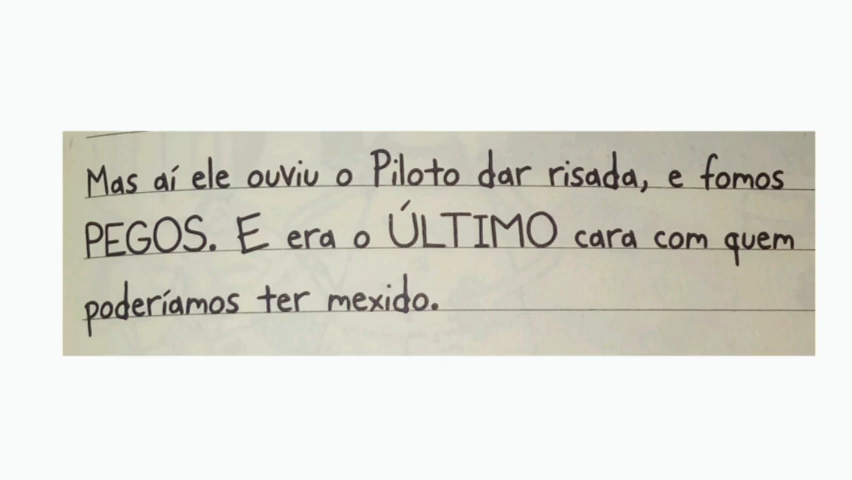 Mas aí ele ouviu o Piloto dar risada, e fomos
PEGOS. E era o ÚLTIMO cara com quem
poderíamos ter mexido.